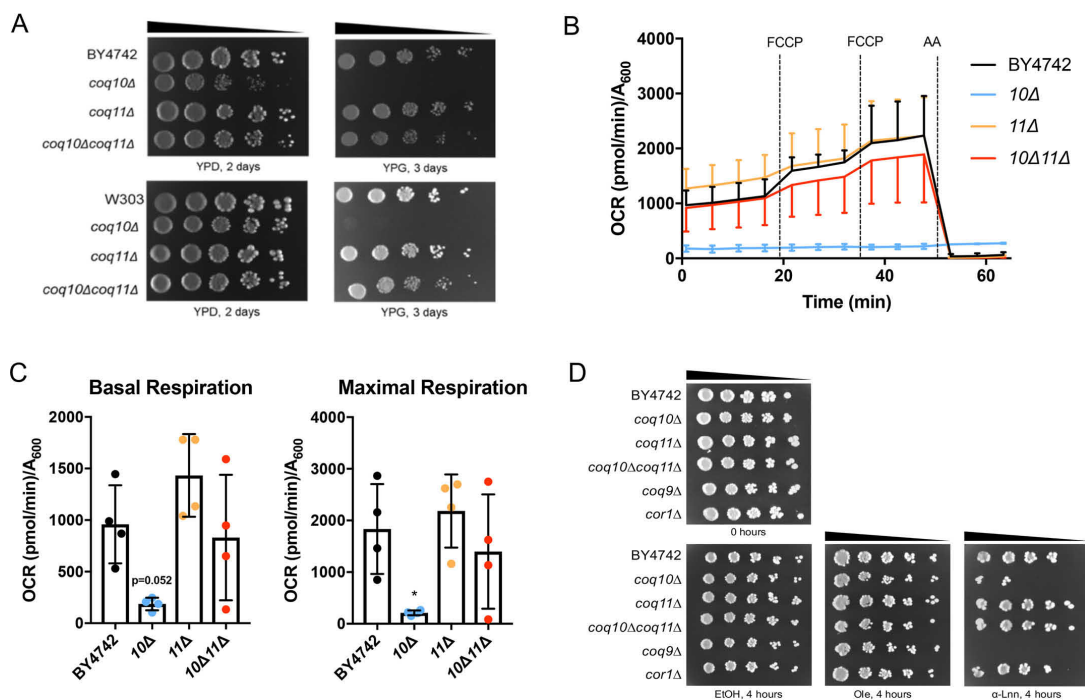 A
BY4742
coq10Δ
coq11Δ
coq10Δcoq11Δ
YPD, 2 days
YPG, 3 days
W303
coq10Δ
coq11Δ
coq10Δcoq11Δ
YPD, 2 days
YPG, 3 days
B
FCCP
FCCP
AA
OCR (pmol/min)/A600
4000
3000
2000
1000
0
0
20
40
60
Time (min)
BY4742
10Δ
11Δ
10Δ11Δ
C
Basal Respiration
OCR (pmol/min)/A600
2000
1500
1000
500
0
p=0.052
BY4742
10Δ
11Δ
10Δ11Δ
Maximal Respiration
OCR (pmol/min)/A600
4000
3000
2000
1000
0
*
BY4742
10Δ
11Δ
10Δ11Δ
D
BY4742
coq10Δ
coq11Δ
coq10Δcoq11Δ
coq9Δ
cor1Δ
0 hours
BY4742
coq10Δ
coq11Δ
coq10Δcoq11Δ
coq9Δ
cor1Δ
EtOH, 4 hours
Ole, 4 hours
α-Lnn, 4 hours